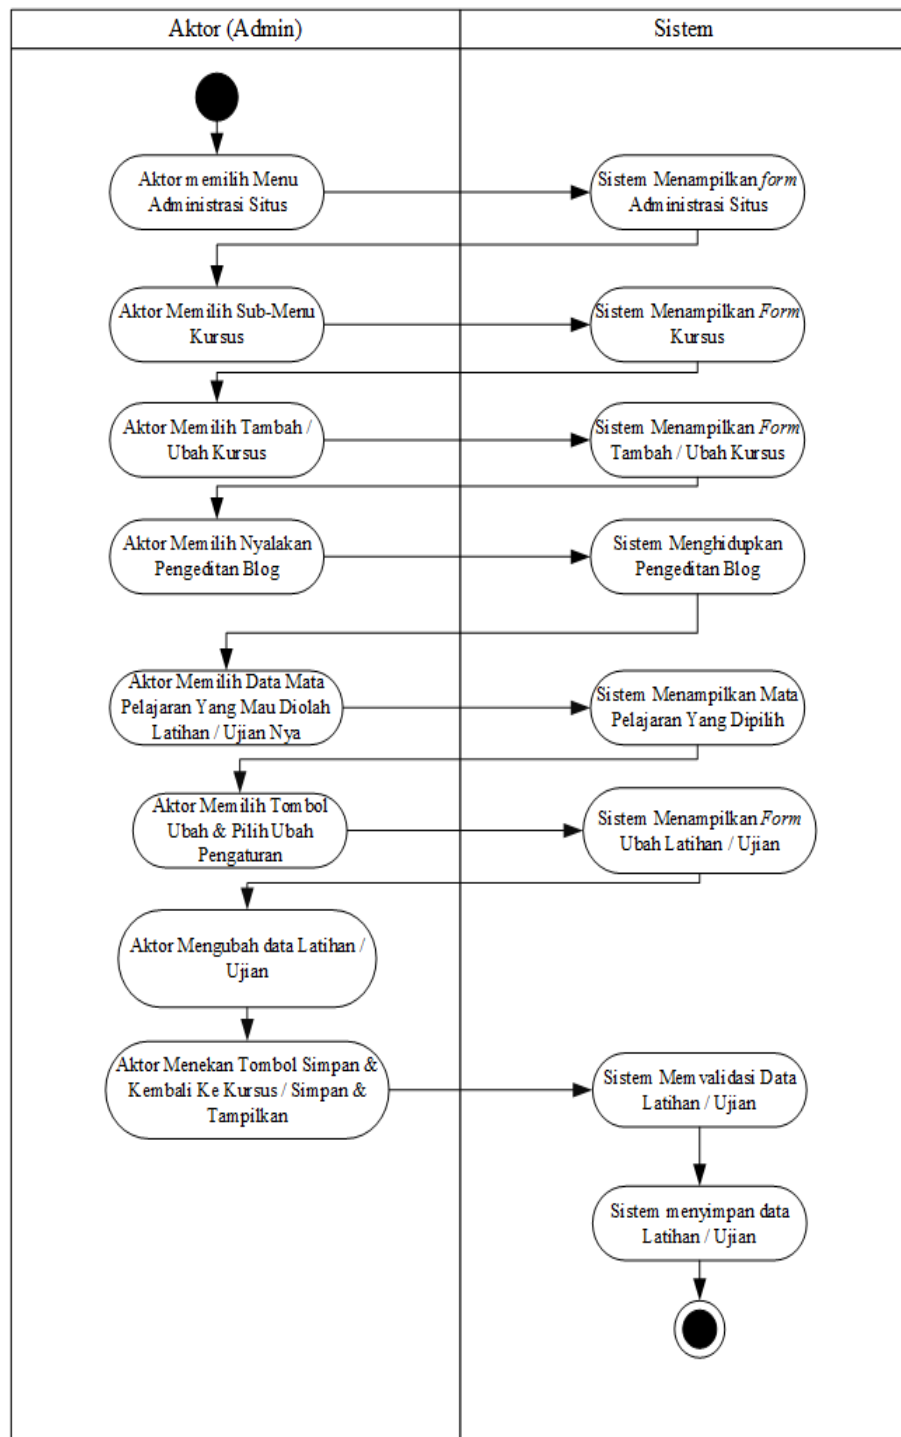 Aktor (Admin)
Sistem
Aktor memilih Menu
Administrasi Situs
Sistem Menampilkan form
Administrasi Situs
Aktor Memilih Sub-Menu
Kursus
Sistem Menampilkan Form
Kursus
Aktor Memilih Tambah /
Ubah Kursus
Sistem Menampilkan Form
Tambah / Ubah Kursus
Aktor Memilih Nyalakan
Pengeditan Blog
Sistem Menghidupkan
Pengeditan Blog
Aktor Memilih Data Mata
Pelajaran Yang Mau Diolah
Latihan / Ujian Nya
Sistem Menampilkan Mata
Pelajaran Yang Dipilih
Aktor Memilih Tombol
Ubah & Pilih Ubah
Pengaturan
Sistem Menampilkan Form
Ubah Latihan / Ujian
Aktor Mengubah data Latihan /
Ujian
Aktor Menekan Tombol Simpan &
Kembali Ke Kursus / Simpan &
Tampilkan
Sistem Memvalidasi Data
Latihan / Ujian
Sistem menyimpan data
Latihan / Ujian